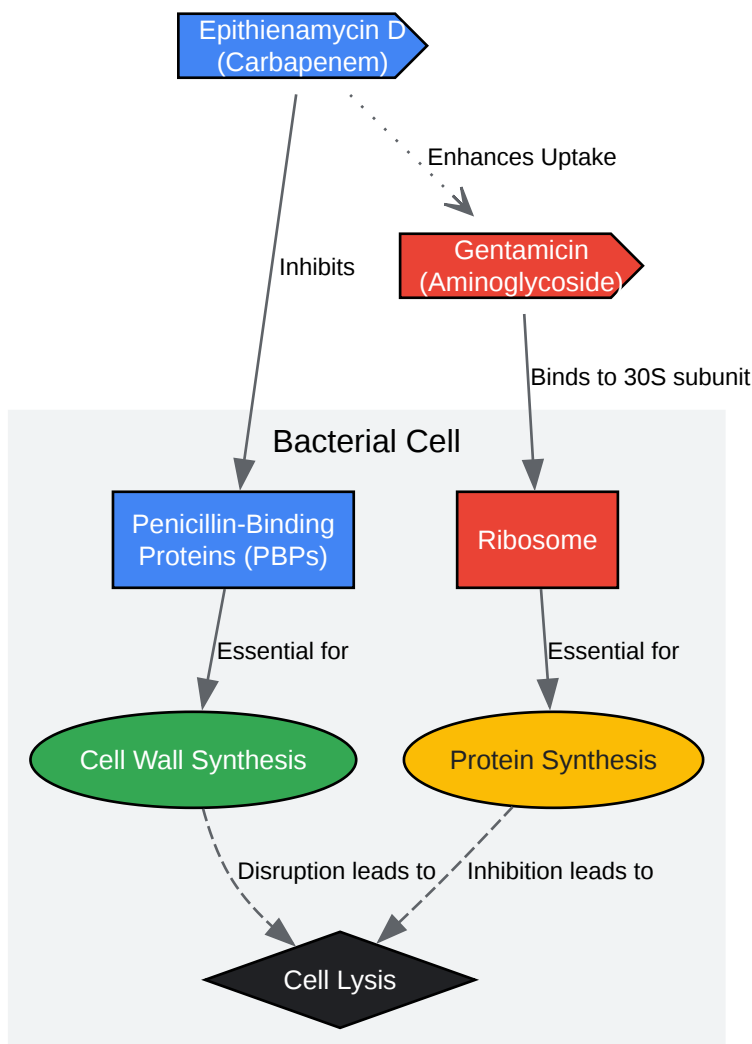 Epithienamycin D
(Carbapenem)
Enhances Uptake
Gentamicin
(Aminoglycoside)
Inhibits
Binds to 30S subunit
Bacterial Cell
Penicillin-Binding
Proteins (PBPs)
Ribosome
Essential for
Essential for
Cell Wall Synthesis
Protein Synthesis
Disruption leads to
Inhibition leads to
Cell Lysis